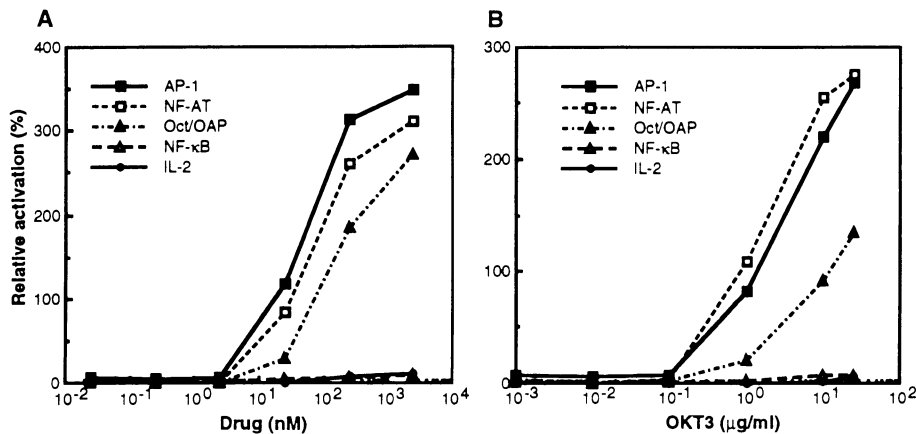 A
Relative activation (%)
400
300
200
100
0
AP-1
NF-AT
Oct/OAP
NF-κB
IL-2
10-2 10-1 100 101 102 103 104
Drug (nM)
B
300
200
100
0
AP-1
NF-AT
Oct/OAP
NF-κB
IL-2
10-3 10-2 10-1 100 101 102
OKT3 (μg/ml)